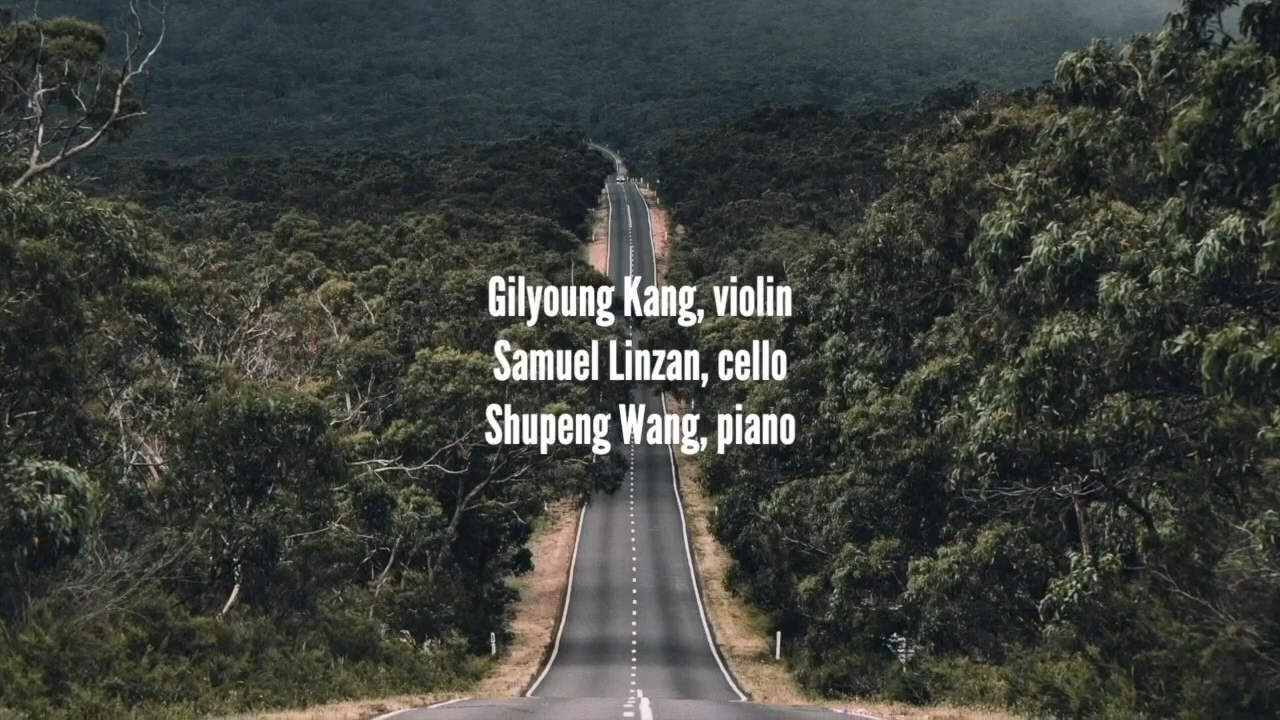 Gilyoung Kang, violin
Samuel Linzan, cello
Shupeng Wang, piano